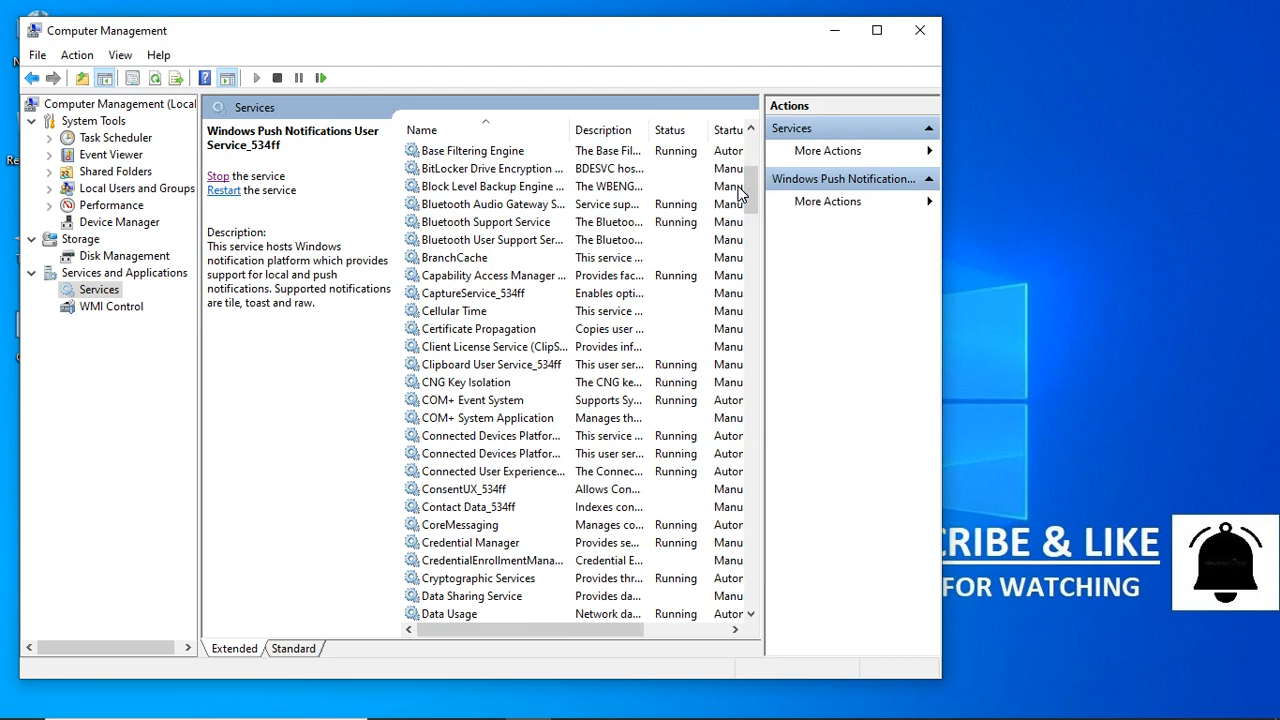 Computer Management
File Action View Help
Computer Management (Local
System Tools
Task Scheduler
Event Viewer
Shared Folders
Local Users and Groups
Performance
Device Manager
Storage
Disk Management
Services and Applications
Services
WMI Control
Services
Windows Push Notifications User
Service_534ff
Stop the service
Restart the service
Description:
This service hosts Windows
notification platform which provides
support for local and push
notifications. Supported notifications
are tile, toast and raw.
Name Description Status Startu
Base Filtering Engine The Base Fil... Running Autor
BitLocker Drive Encryption ... BDESVC hos... Manu
Block Level Backup Engine ... The WBENG... Manu
Bluetooth Audio Gateway S... Service sup... Running Manu
Bluetooth Support Service The Bluetoo... Running Manu
Bluetooth User Support Ser... The Bluetoo... Manu
BranchCache This service ... Manu
Capability Access Manager ... Provides fac... Running Manu
CaptureService_534ff Enables opti... Manu
Cellular Time This service ... Manu
Certificate Propagation Copies user ... Manu
Client License Service (ClipS... Provides inf... Manu
Clipboard User Service_534ff This user ser... Running Manu
CNG Key Isolation The CNG ke... Running Manu
COM+ Event System Supports Sy... Running Autor
COM+ System Application Manages th... Manu
Connected Devices Platfor... This service ... Running Autor
Connected Devices Platfor... This user ser... Running Autor
Connected User Experience... The Connec... Running Autor
ConsentUX_534ff Allows Con... Manu
Contact Data_534ff Indexes con... Manu
CoreMessaging Manages co... Running Autor
Credential Manager Provides se... Running Manu
CredentialEnrollmentMana... Credential E... Manu
Cryptographic Services Provides thr... Running Autor
Data Sharing Service Provides da... Manu
Data Usage Network da... Running Autor
Extended Standard
Actions
Services
More Actions
Windows Push Notification...
More Actions
CRIBE & LIKE
FOR WATCHING